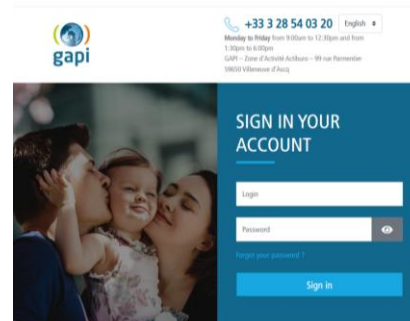 gapi
+33 3 28 54 03 20 English
Monday to Friday from 9:00am to 12:30pm and from
1:30pm to 6:00pm
GAPI – Zone d'Activité Actiburo – 99 rue Parmentier
59650 Villeneuve d'Ascq
SIGN IN YOUR
ACCOUNT
Login
Password
Forgot your password ?
Sign in